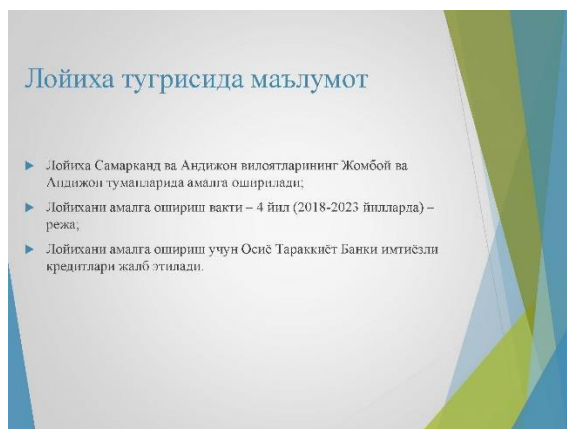 Лойиха тугрисида маълумот
Лойиха Самарканд ва Андижон вилоятларининг Жомбой ва
Андижон туманларида амалга оширилади;
Лойихани амалга ошириш вакти – 4 йил (2018-2023 йилларда) –
режа;
Лойихани амалга ошириш учун Осиё Тараккиёт Банки имтиёзли
кредитлари жалб этилади.